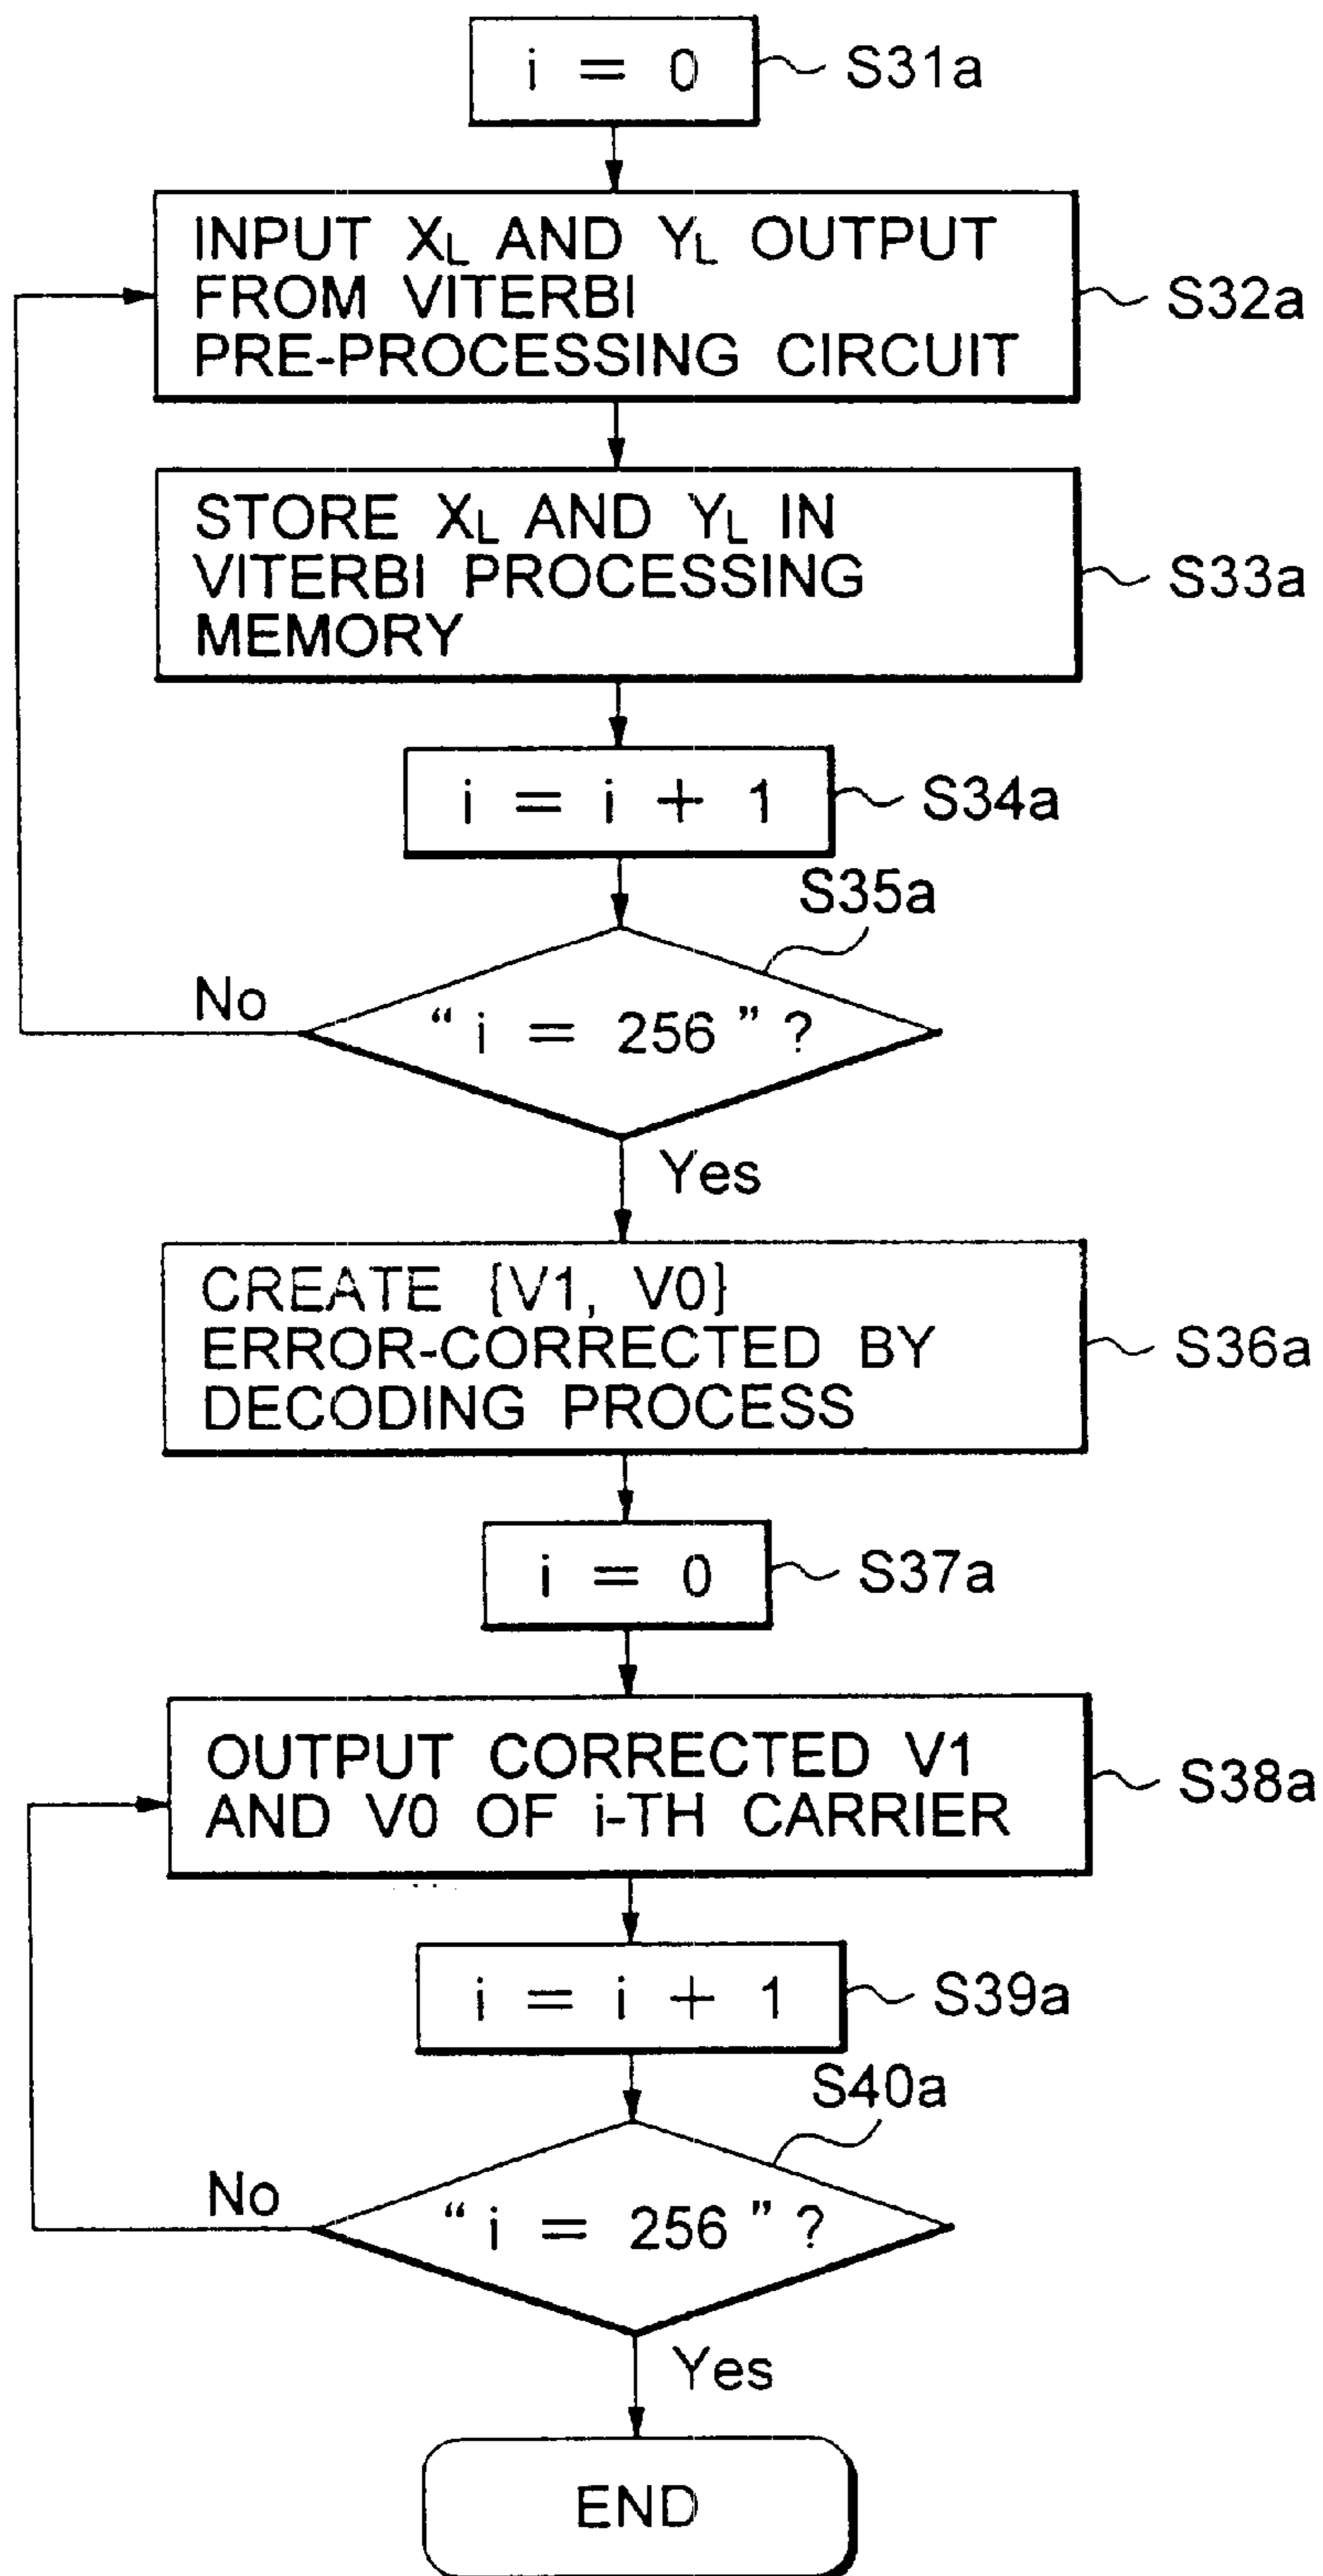 i = 0
S31a
INPUT XL AND YL OUTPUT
FROM VITERBI
PRE-PROCESSING CIRCUIT
S32a
STORE XL AND YL IN
VITERBI PROCESSING
MEMORY
S33a
i = i + 1
S34a
S35a
No
“ i = 256 ” ?
Yes
CREATE {V1, V0}
ERROR-CORRECTED BY
DECODING PROCESS
S36a
i = 0
S37a
OUTPUT CORRECTED V1
AND V0 OF i-TH CARRIER
S38a
i = i + 1
S39a
S40a
No
“ i = 256 ” ?
Yes
END